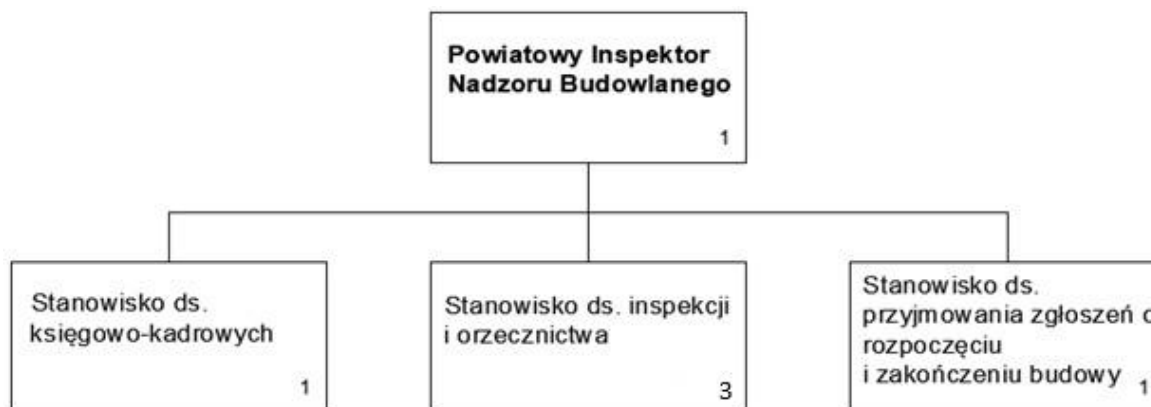 Powiatowy Inspektor
Nadzoru Budowlanego
1
Stanowisko ds.
księgowo-kadrowych
1
Stanowisko ds. inspekcji
i orzecznictwa
3
Stanowisko ds.
przyjmowania zgłoszeń o
rozpoczęciu
i zakończeniu budowy
1